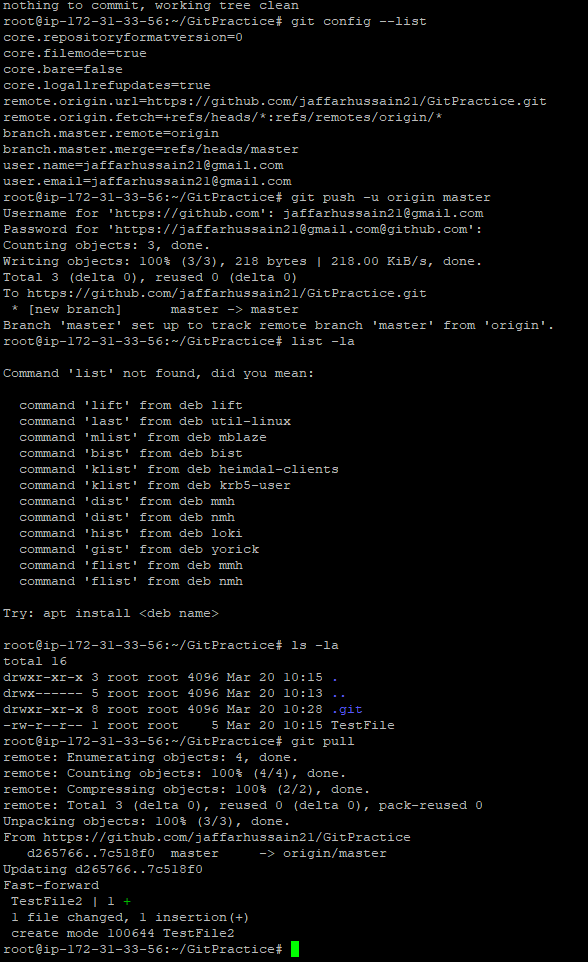 nothing to commit, working tree clean
root@ip-172-31-33-56:~/GitPractice# git config --list
core.repositoryformatversion=0
core.filemode=true
core.bare=false
core.logallrefupdates=true
remote.origin.url=https://github.com/jaffarhussain21/GitPractice.git
remote.origin.fetch=+refs/heads/*:refs/remotes/origin/*
branch.master.remote=origin
branch.master.merge=refs/heads/master
user.name=jaffarhussain21@gmail.com
user.email=jaffarhussain21@gmail.com
root@ip-172-31-33-56:~/GitPractice# git push -u origin master
Username for 'https://github.com': jaffarhussain21@gmail.com
Password for 'https://jaffarhussain21@gmail.com@github.com':
Counting objects: 3, done.
Writing objects: 100% (3/3), 218 bytes | 218.00 KiB/s, done.
Total 3 (delta 0), reused 0 (delta 0)
To https://github.com/jaffarhussain21/GitPractice.git
 * [new branch]      master -> master
Branch 'master' set up to track remote branch 'master' from 'origin'.
root@ip-172-31-33-56:~/GitPractice# list -la
Command 'list' not found, did you mean:
  command 'lift' from deb lift
  command 'last' from deb util-linux
  command 'mlist' from deb mblaze
  command 'bist' from deb bist
  command 'klist' from deb heimdal-clients
  command 'klist' from deb krb5-user
  command 'dist' from deb mmh
  command 'dist' from deb nmh
  command 'hist' from deb loki
  command 'gist' from deb yorick
  command 'flist' from deb mmh
  command 'flist' from deb nmh
Try: apt install <deb name>
root@ip-172-31-33-56:~/GitPractice# ls -la
total 16
drwxr-xr-x 3 root root 4096 Mar 20 10:15 .
drwx------ 5 root root 4096 Mar 20 10:13 ..
drwxr-xr-x 8 root root 4096 Mar 20 10:28 .git
-rw-r--r-- 1 root root    5 Mar 20 10:15 TestFile
root@ip-172-31-33-56:~/GitPractice# git pull
remote: Enumerating objects: 4, done.
remote: Counting objects: 100% (4/4), done.
remote: Compressing objects: 100% (2/2), done.
remote: Total 3 (delta 0), reused 0 (delta 0), pack-reused 0
Unpacking objects: 100% (3/3), done.
From https://github.com/jaffarhussain21/GitPractice
   d265766..7c518f0  master     -> origin/master
Updating d265766..7c518f0
Fast-forward
 TestFile2 | 1 +
 1 file changed, 1 insertion(+)
 create mode 100644 TestFile2
root@ip-172-31-33-56:~/GitPractice#